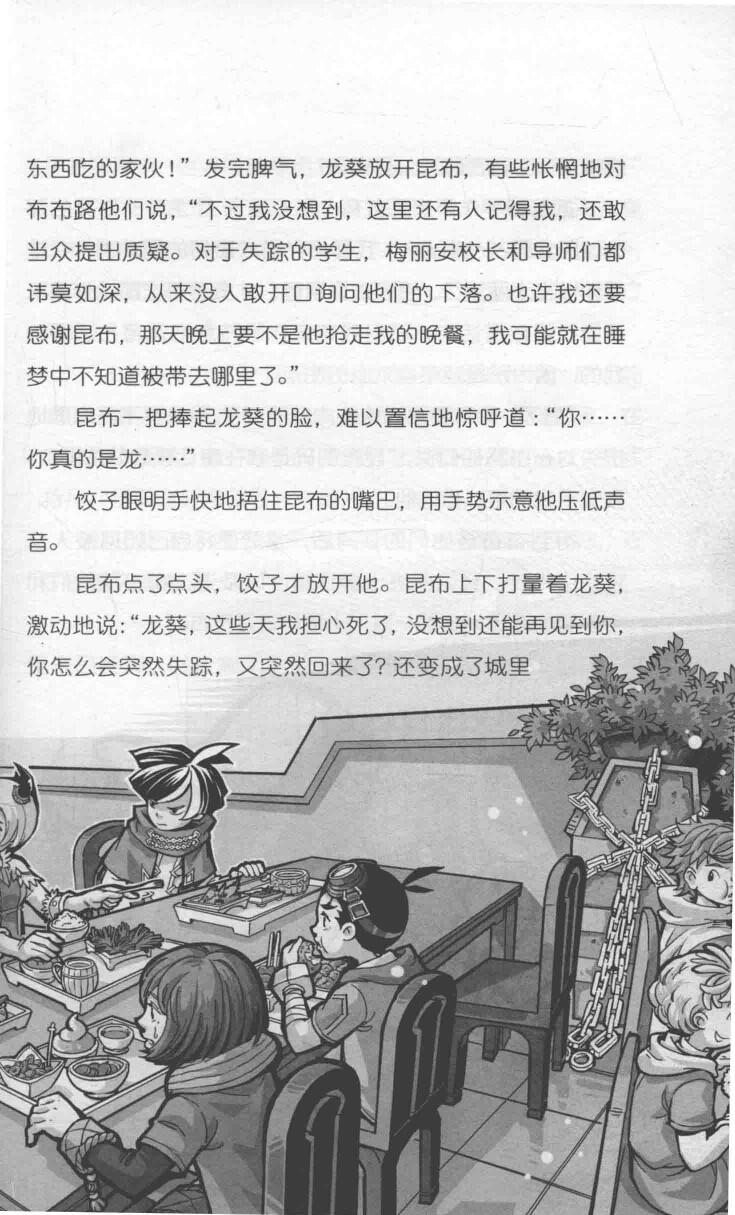 东西吃的家伙！”发完脾气，龙葵放开昆布，有些怅惘地对
布布路他们说，“不过我没想到，这里还有人记得我，还敢
当众提出质疑。对于失踪的学生，梅丽安校长和导师们都
讳莫如深，从来没人敢开口询问他们的下落。也许我还要
感谢昆布，那天晚上要不是他抢走我的晚餐，我可能就在睡
梦中不知道被带去哪里了。”
昆布一把捧起龙葵的脸，难以置信地惊呼道：“你……
你真的是龙……”
饺子眼明手快地捂住昆布的嘴巴，用手势示意他压低声
音。
昆布点了点头，饺子才放开他。昆布上下打量着龙葵，
激动地说：“龙葵，这些天我担心死了，没想到还能再见到你，
你怎么会突然失踪，又突然回来了？还变成了城里